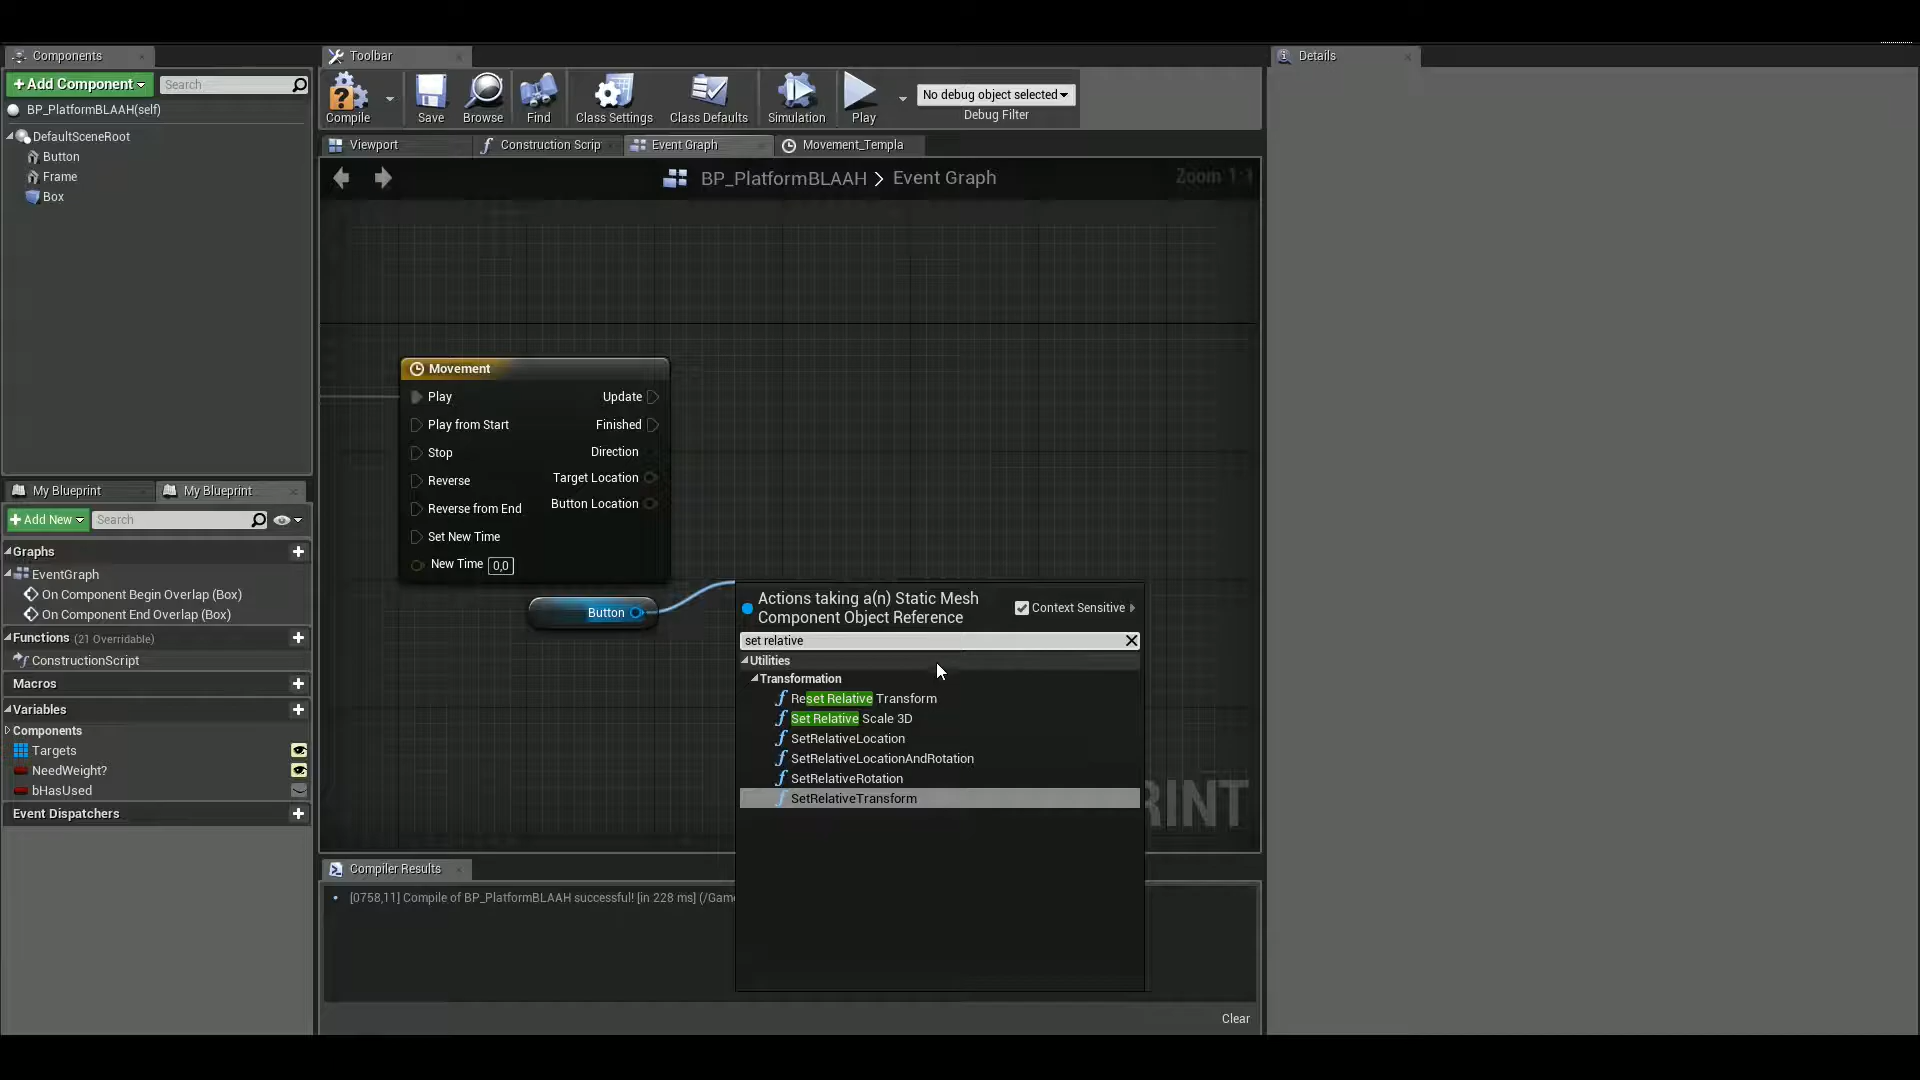 Components
Toolbar
Details
+ Add Component
Search
BP_PlatformBLAAH(self)
DefaultSceneRoot
Button
Frame
Box
Compile
Save
Browse
Find
Class Settings
Class Defaults
Simulation
Play
No debug object selected
Debug Filter
Viewport
Construction Scrip
Event Graph
Movement_Templa
BP_PlatformBLAAH > Event Graph
Zoom 1:1
Movement
Play
Update
Play from Start
Finished
Stop
Direction
Target Location
Reverse
Button Location
Reverse from End
Set New Time
New Time 0,0
Button
Actions taking a(n) Static Mesh
Component Object Reference
Context Sensitive
set relative
Utilities
Transformation
Reset Relative Transform
Set Relative Scale 3D
SetRelativeLocation
SetRelativeLocationAndRotation
SetRelativeRotation
SetRelativeTransform
RINT
My Blueprint
My Blueprint
+ Add New
Search
Graphs
EventGraph
On Component Begin Overlap (Box)
On Component End Overlap (Box)
Functions (21 Overridable)
ConstructionScript
Macros
Variables
Components
Targets
NeedWeight?
bHasUsed
Event Dispatchers
Compiler Results
[0758,11] Compile of BP_PlatformBLAAH successful! [in 228 ms] (/Game
Clear